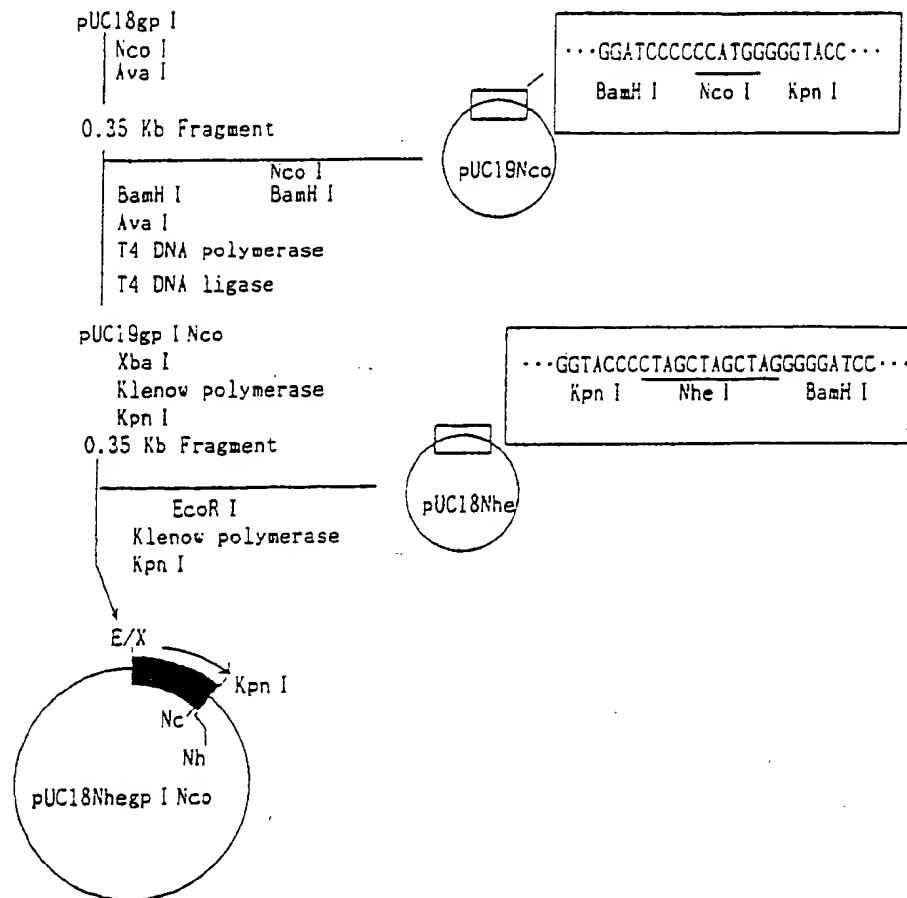 pUC18gp I
Nco I
Ava I
···GGATCCCCCCATGGGGGTACC···
BamH I Nco I Kpn I
0.35 Kb Fragment
pUC19Nco
Nco I
BamH I BamH I
Ava I
T4 DNA polymerase
T4 DNA ligase
pUC19gp I Nco
Xba I
Klenow polymerase
Kpn I
0.35 Kb Fragment
···GGTACCCCTAGCTAGCTAGGGGGATCC···
Kpn I Nhe I BamH I
pUC18Nhe
EcoR I
Klenow polymerase
Kpn I
E/X
Kpn I
Nc
Nh
pUC18Nhegp I Nco